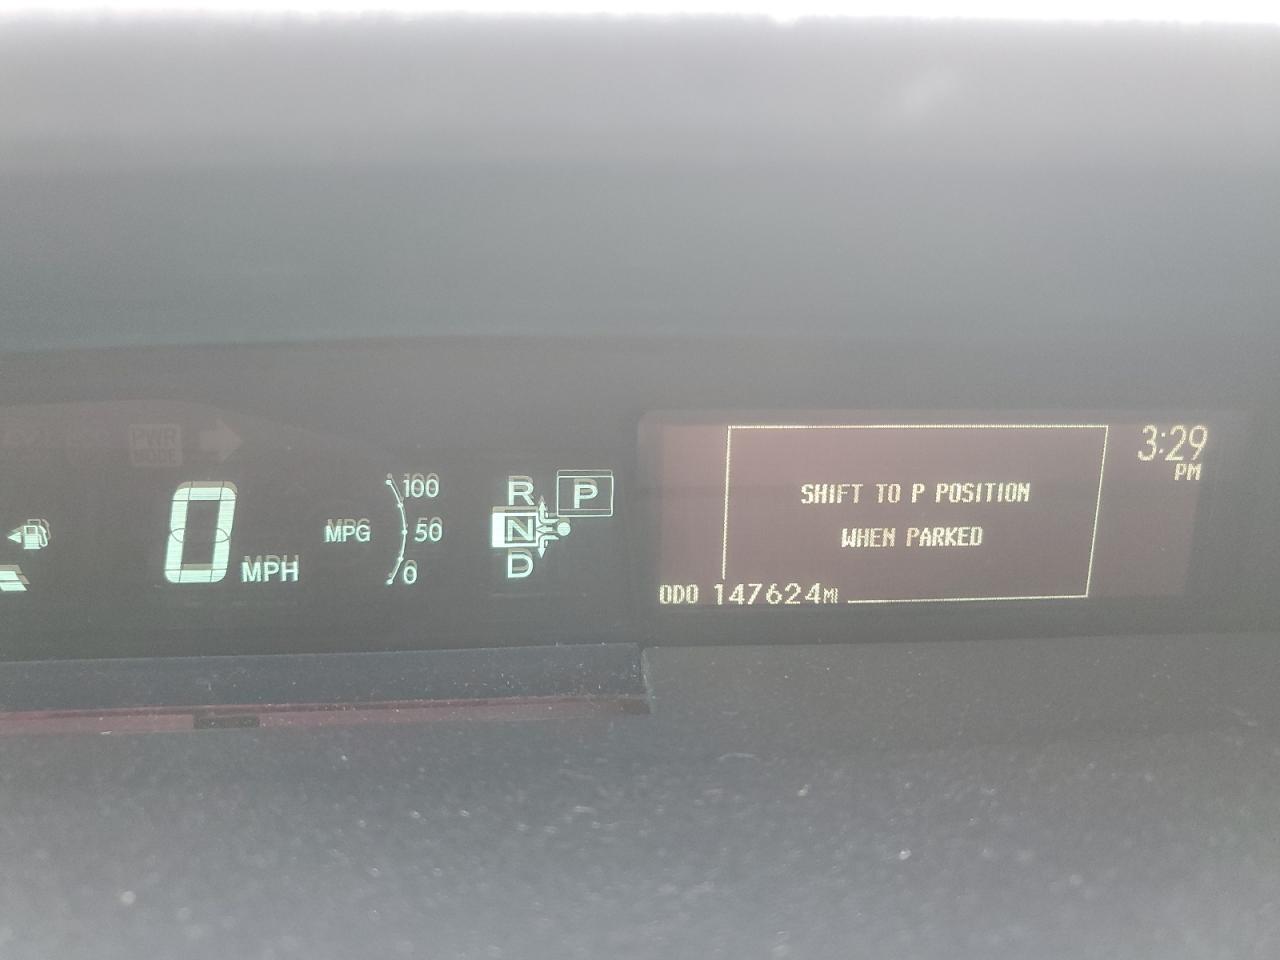 PWR
MODE
0
MPH
MPG
100
50
0
R
N
D
P
SHIFT TO P POSITION
WHEN PARKED
3:29
PM
ODO 147624MI